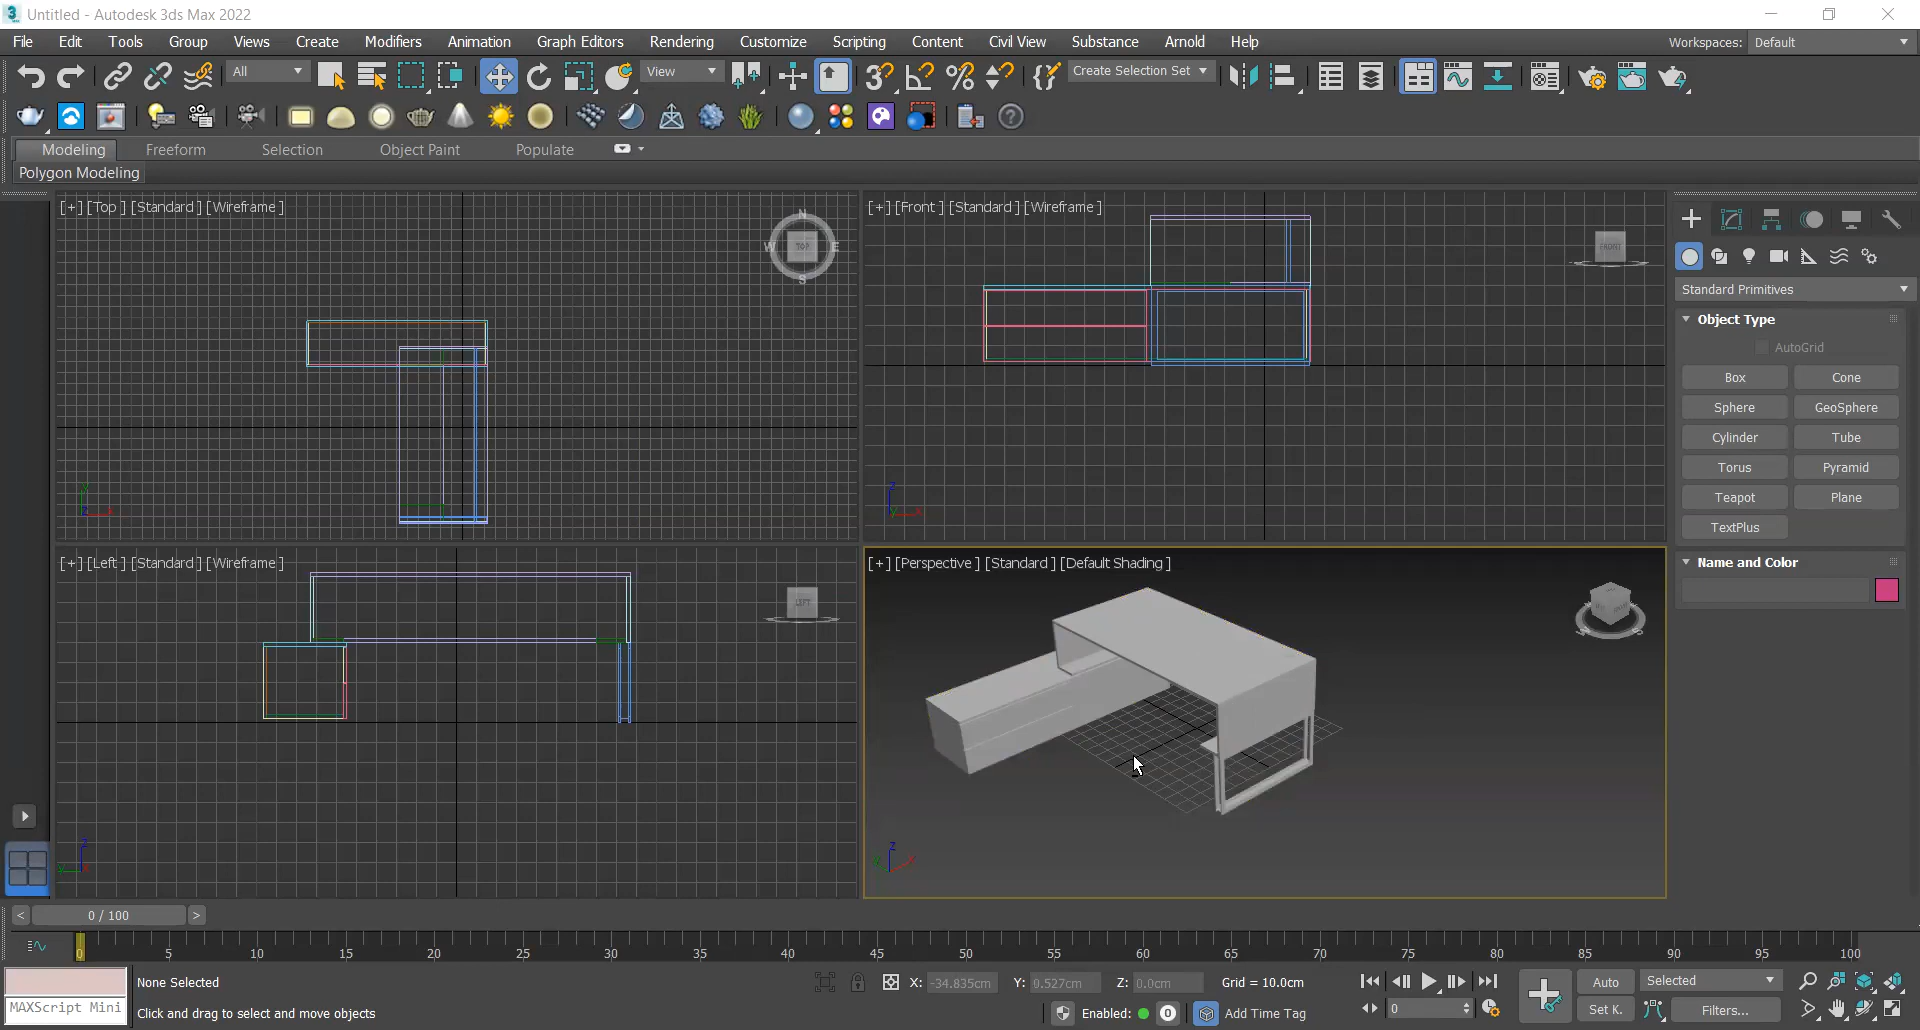 Untitled - Autodesk 3ds Max 2022
File Edit Tools Group Views Create Modifiers Animation Graph Editors Rendering Customize Scripting Content Civil View Substance Arnold Help Workspaces: Default
All View Create Selection Set
Modeling Freeform Selection Object Paint Populate
Polygon Modeling
[+] [Top ] [Standard ] [Wireframe ]
N
W TOP E
S
[+] [Front ] [Standard ] [Wireframe ]
FRONT
y
z x
z
y x
[+] [Left ] [Standard ] [Wireframe ]
LEFT
z
y x
[+] [Perspective ] [Standard ] [Default Shading ]
W S
z
y x
Standard Primitives
Object Type
AutoGrid
Box Cone
Sphere GeoSphere
Cylinder Tube
Torus Pyramid
Teapot Plane
TextPlus
Name and Color
< 0 / 100 >
0 5 10 15 20 25 30 35 40 45 50 55 60 65 70 75 80 85 90 95 100
None Selected X: -34.835cm Y: 0.527cm Z: 0.0cm Grid = 10.0cm Auto Selected
MAXScript Mini Click and drag to select and move objects Enabled: 0 Add Time Tag 0 Set K. Filters...